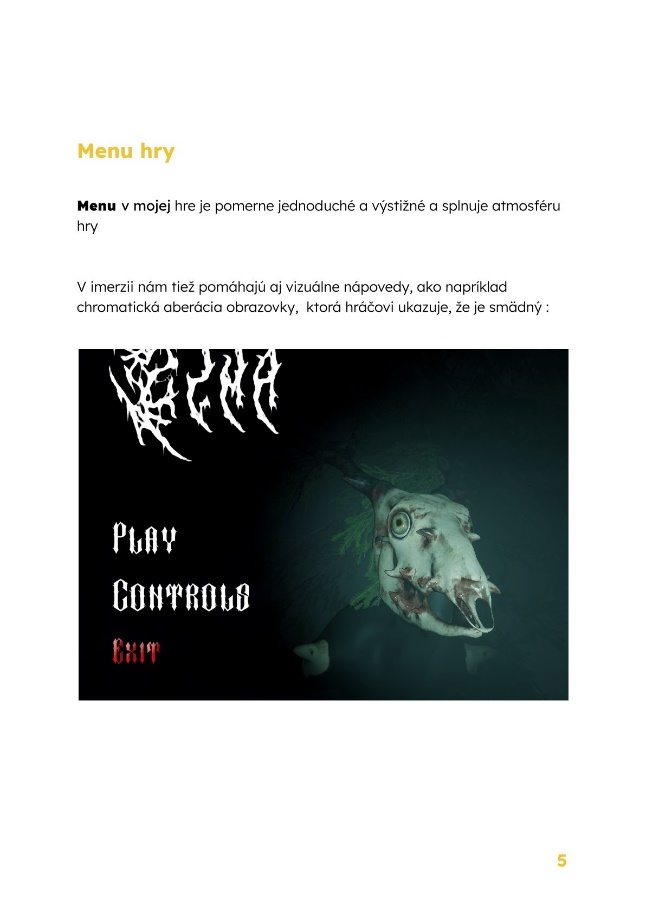 Menu hry
Menu v mojej hre je pomerne jednoduché a výstižné a splnuje atmosféru
hry
V imerzii nám tiež pomáhajú aj vizuálne nápovedy, ako napríklad
chromatická aberácia obrazovky,  ktorá hráčovi ukazuje, že je smädný :
Play
Controls
Exit
5